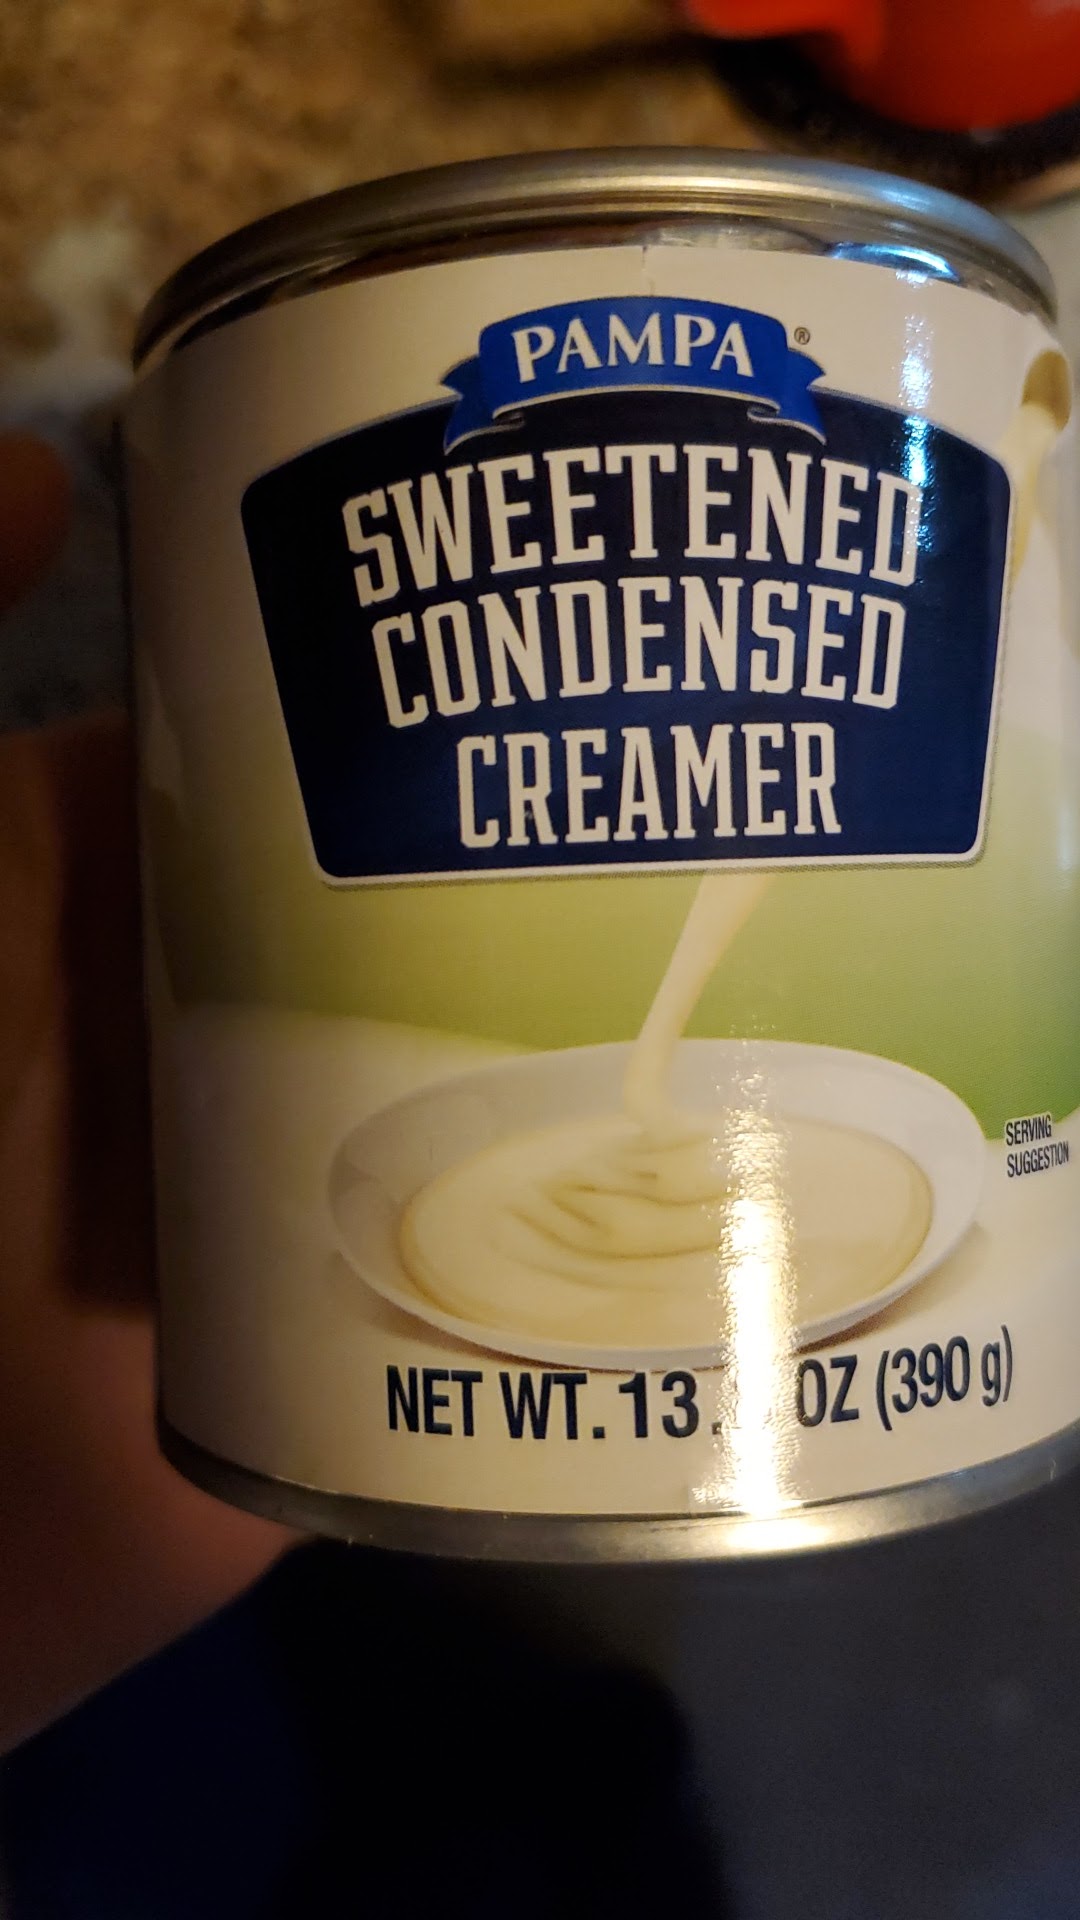 PAMPA®
SWEETENED
CONDENSED
CREAMER
SERVING
SUGGESTION
NET WT. 13. OZ (390 g)